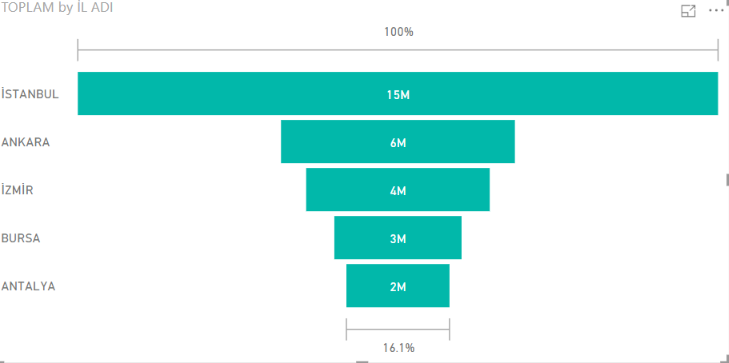 TOPLAM by İL ADI
100%
İSTANBUL 15M
ANKARA 6M
İZMİR 4M
BURSA 3M
ANTALYA 2M
16.1%